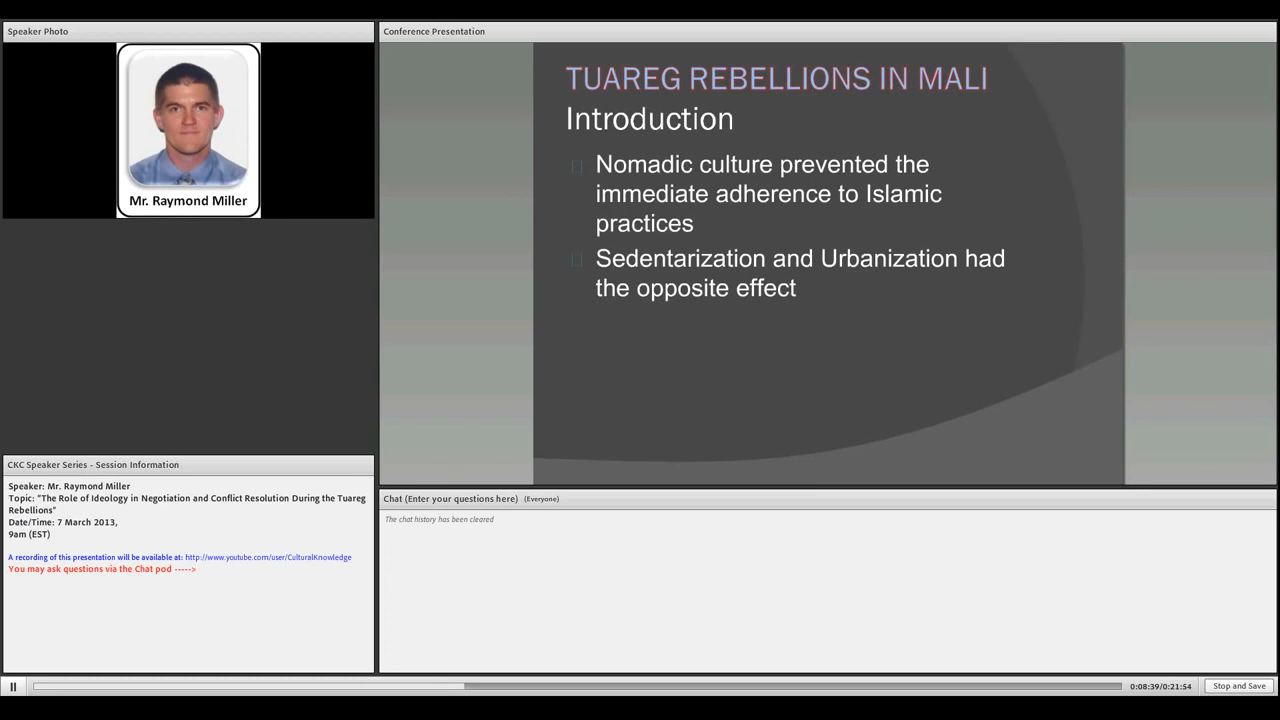 Speaker Photo
Mr. Raymond Miller
Conference Presentation
TUAREG REBELLIONS IN MALI
Introduction
Nomadic culture prevented the
immediate adherence to Islamic
practices
Sedentarization and Urbanization had
the opposite effect
CKC Speaker Series - Session Information
Speaker: Mr. Raymond Miller
Topic: "The Role of Ideology in Negotiation and Conflict Resolution During the Tuareg
Rebellions"
Date/Time: 7 March 2013,
9am (EST)
A recording of this presentation will be available at: http://www.youtube.com/user/CulturalKnowledge
You may ask questions via the Chat pod ----->
Chat (Enter your questions here) (Everyone)
The chat history has been cleared
0:08:39/0:21:54
Stop and Save